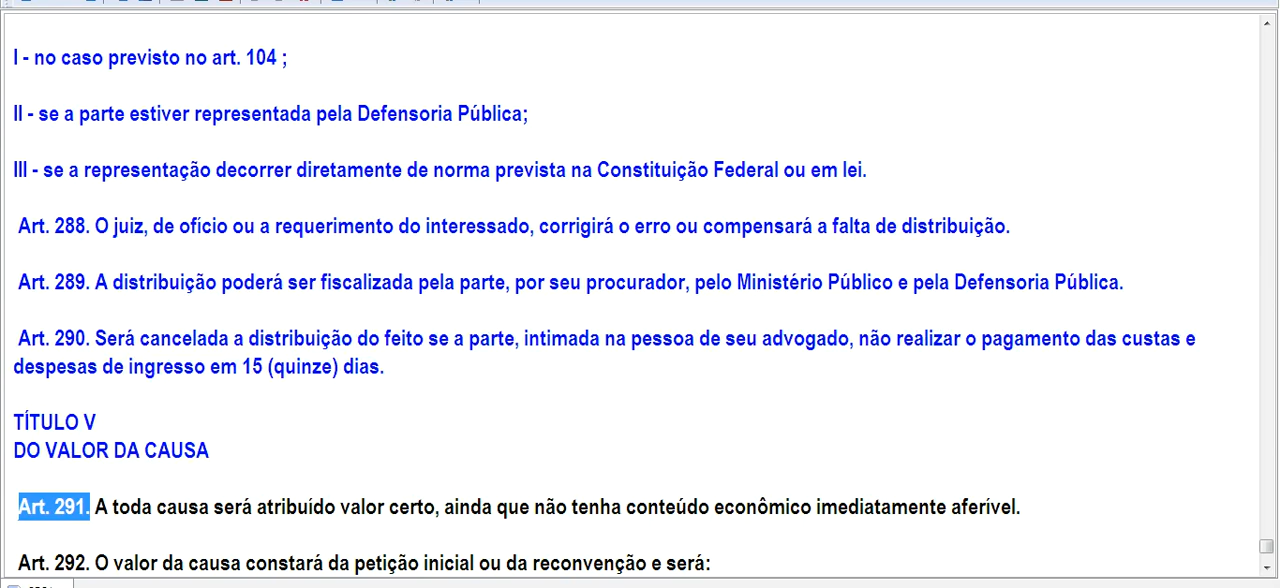 I - no caso previsto no art. 104 ;
II - se a parte estiver representada pela Defensoria Pública;
III - se a representação decorrer diretamente de norma prevista na Constituição Federal ou em lei.
Art. 288. O juiz, de ofício ou a requerimento do interessado, corrigirá o erro ou compensará a falta de distribuição.
Art. 289. A distribuição poderá ser fiscalizada pela parte, por seu procurador, pelo Ministério Público e pela Defensoria Pública.
Art. 290. Será cancelada a distribuição do feito se a parte, intimada na pessoa de seu advogado, não realizar o pagamento das custas e
despesas de ingresso em 15 (quinze) dias.
TÍTULO V
DO VALOR DA CAUSA
Art. 291. A toda causa será atribuído valor certo, ainda que não tenha conteúdo econômico imediatamente aferível.
Art. 292. O valor da causa constará da petição inicial ou da reconvenção e será: